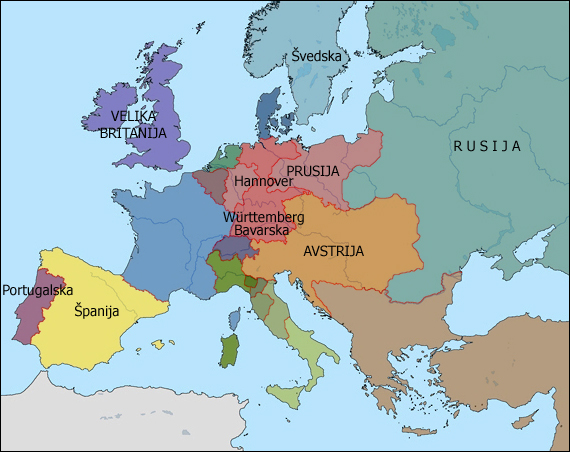 Švedska
VELIKA
BRITANIJA
RUSIJA
PRUSIJA
Hannover
Württemberg
Bavarska
AVSTRIJA
Portugalska
Španija